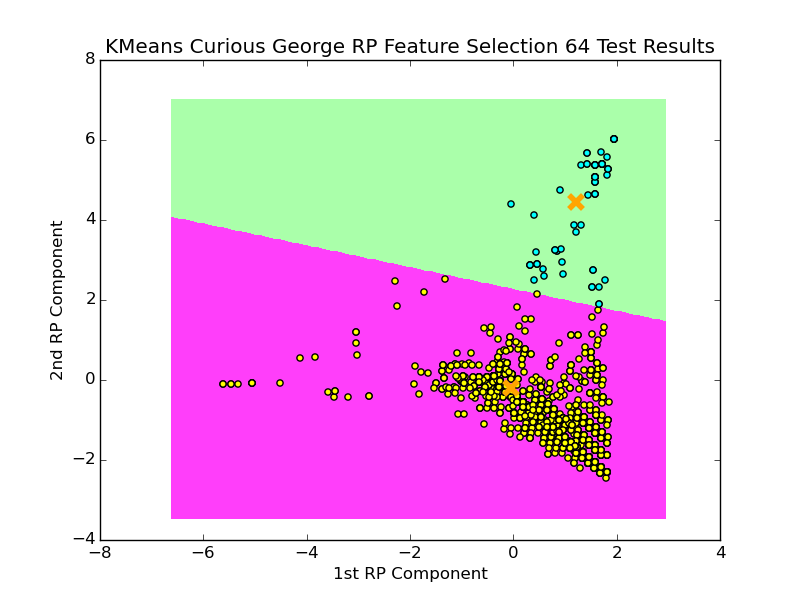 KMeans Curious George RP Feature Selection 64 Test Results
8
6
4
2
0
−2
−4
2nd RP Component
−8 −6 −4 −2 0 2 4
1st RP Component